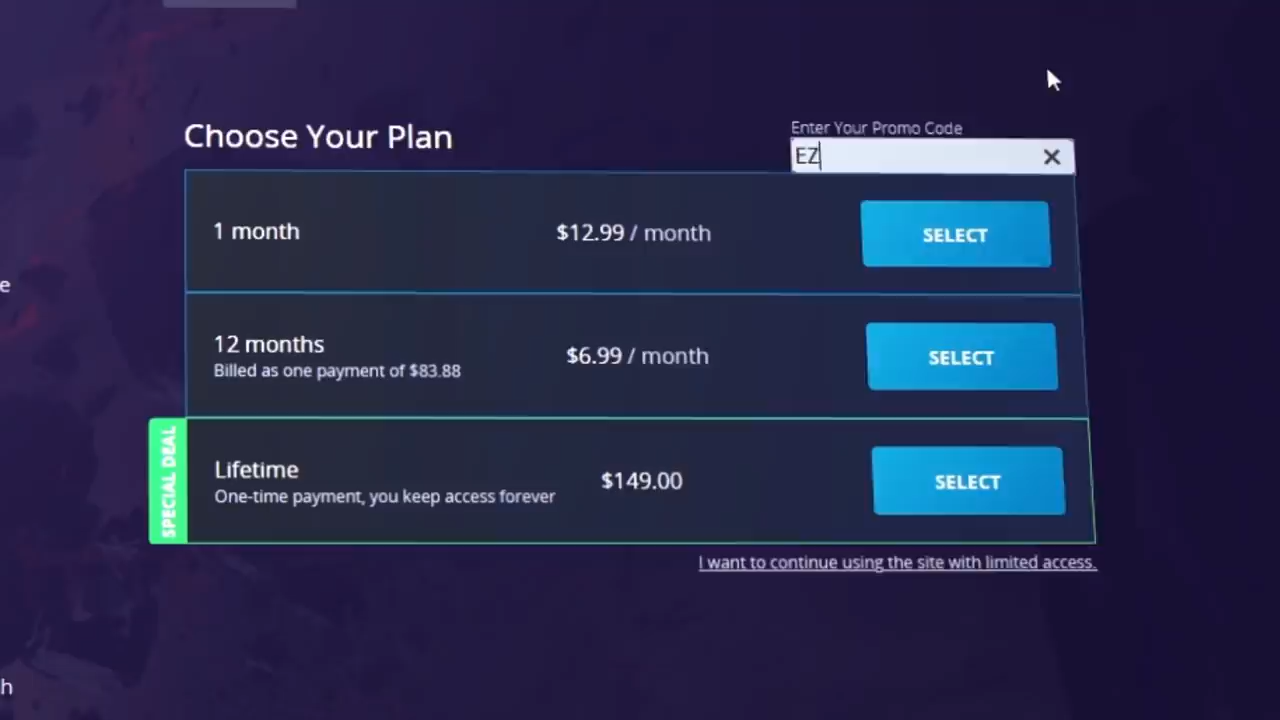 Choose Your Plan
Enter Your Promo Code
EZ
1 month
$12.99 / month
SELECT
12 months
Billed as one payment of $83.88
$6.99 / month
SELECT
SPECIAL DEAL
Lifetime
One-time payment, you keep access forever
$149.00
SELECT
I want to continue using the site with limited access.